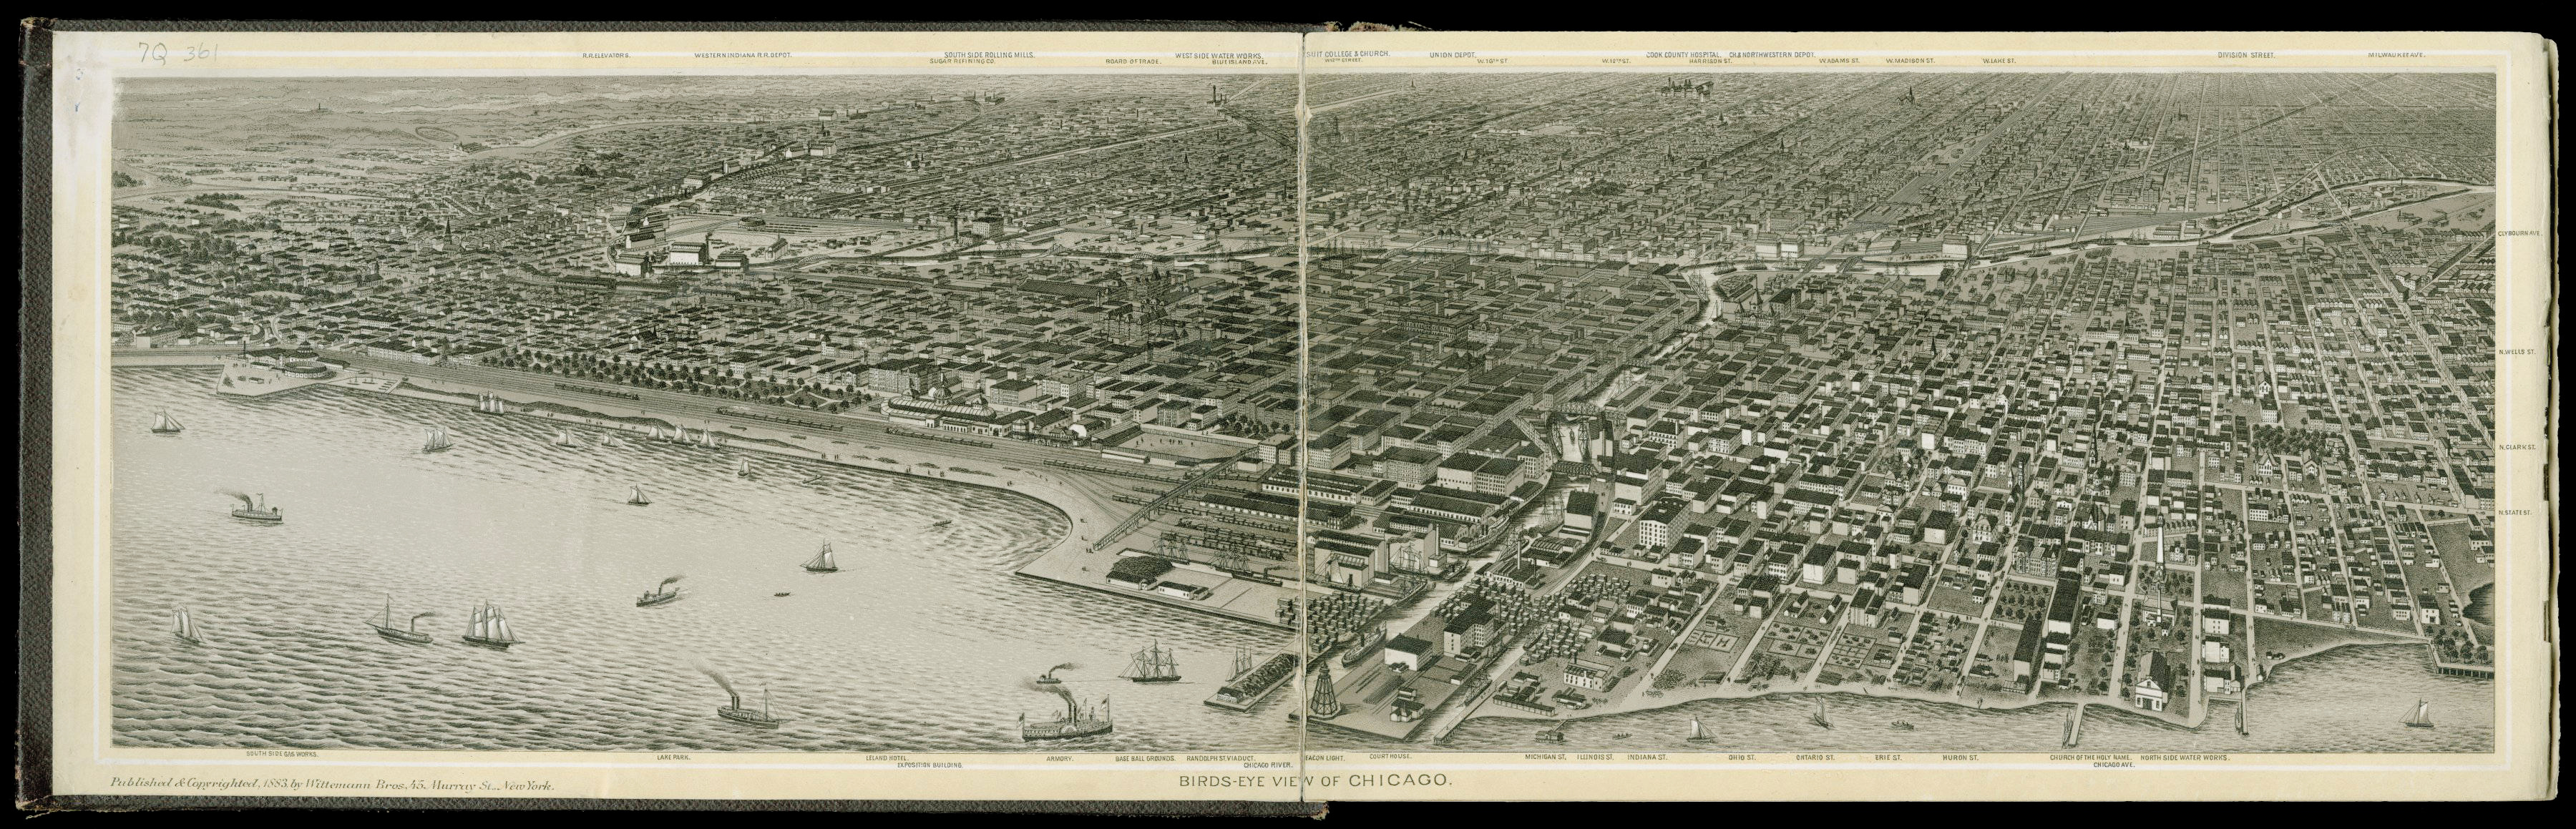 7Q 361
R.R. ELEVATORS.
WESTERN INDIANA R.R. DEPOT.
SOUTH SIDE ROLLING MILLS.
SUGAR REFINING CO.
BOARD OF TRADE.
WEST SIDE WATER WORKS.
BLUE ISLAND AVE.
SUIT COLLEGE & CHURCH.
UNION DEPOT.
W. 16TH ST
W. 12TH ST.
COOK COUNTY HOSPITAL.
HARRISON ST.
CH. & NORTHWESTERN DEPOT.
W. ADAMS ST.
W. MADISON ST.
W. LAKE ST.
DIVISION STREET.
MILWAUKEE AVE.
CLYBOURN AVE.
N. WELLS ST.
N. CLARK ST.
N. STATE ST.
SOUTH SIDE GAS WORKS.
LAKE PARK.
LELAND HOTEL.
EXPOSITION BUILDING.
ARMORY.
BASE BALL GROUNDS.
RANDOLPH ST. VIADUCT.
CHICAGO RIVER.
EACON LIGHT.
COURT HOUSE.
MICHIGAN ST.
ILLINOIS ST.
INDIANA ST.
OHIO ST.
ONTARIO ST.
ERIE ST.
HURON ST.
CHURCH OF THE HOLY NAME.
CHICAGO AVE.
NORTH SIDE WATER WORKS.
Published & Copyrighted, 1883, by Wittemann Bros, 45, Murray St., New York.
BIRDS-EYE VIEW OF CHICAGO.